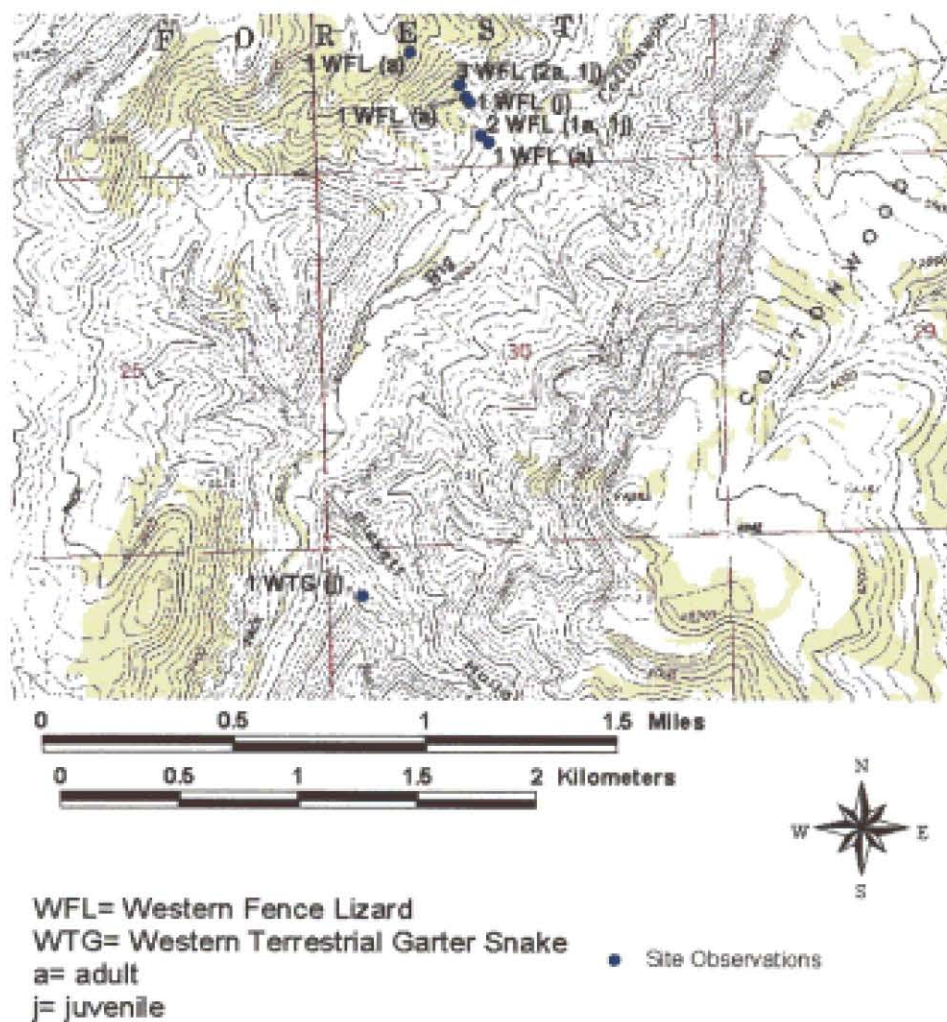 F O R E S T
1 WFL (a)
3 WFL (2a, 1j)
1 WFL (j)
1 WFL (a)
2 WFL (1a, 1j)
1 WFL (a)
Big
COTTONWOO
25
30
29
1 WTG (j)
0 0.5 1 1.5 Miles
0 0.5 1 1.5 2 Kilometers
N
W E
S
WFL= Western Fence Lizard
WTG= Western Terrestrial Garter Snake
a= adult
j= juvenile
Site Observations